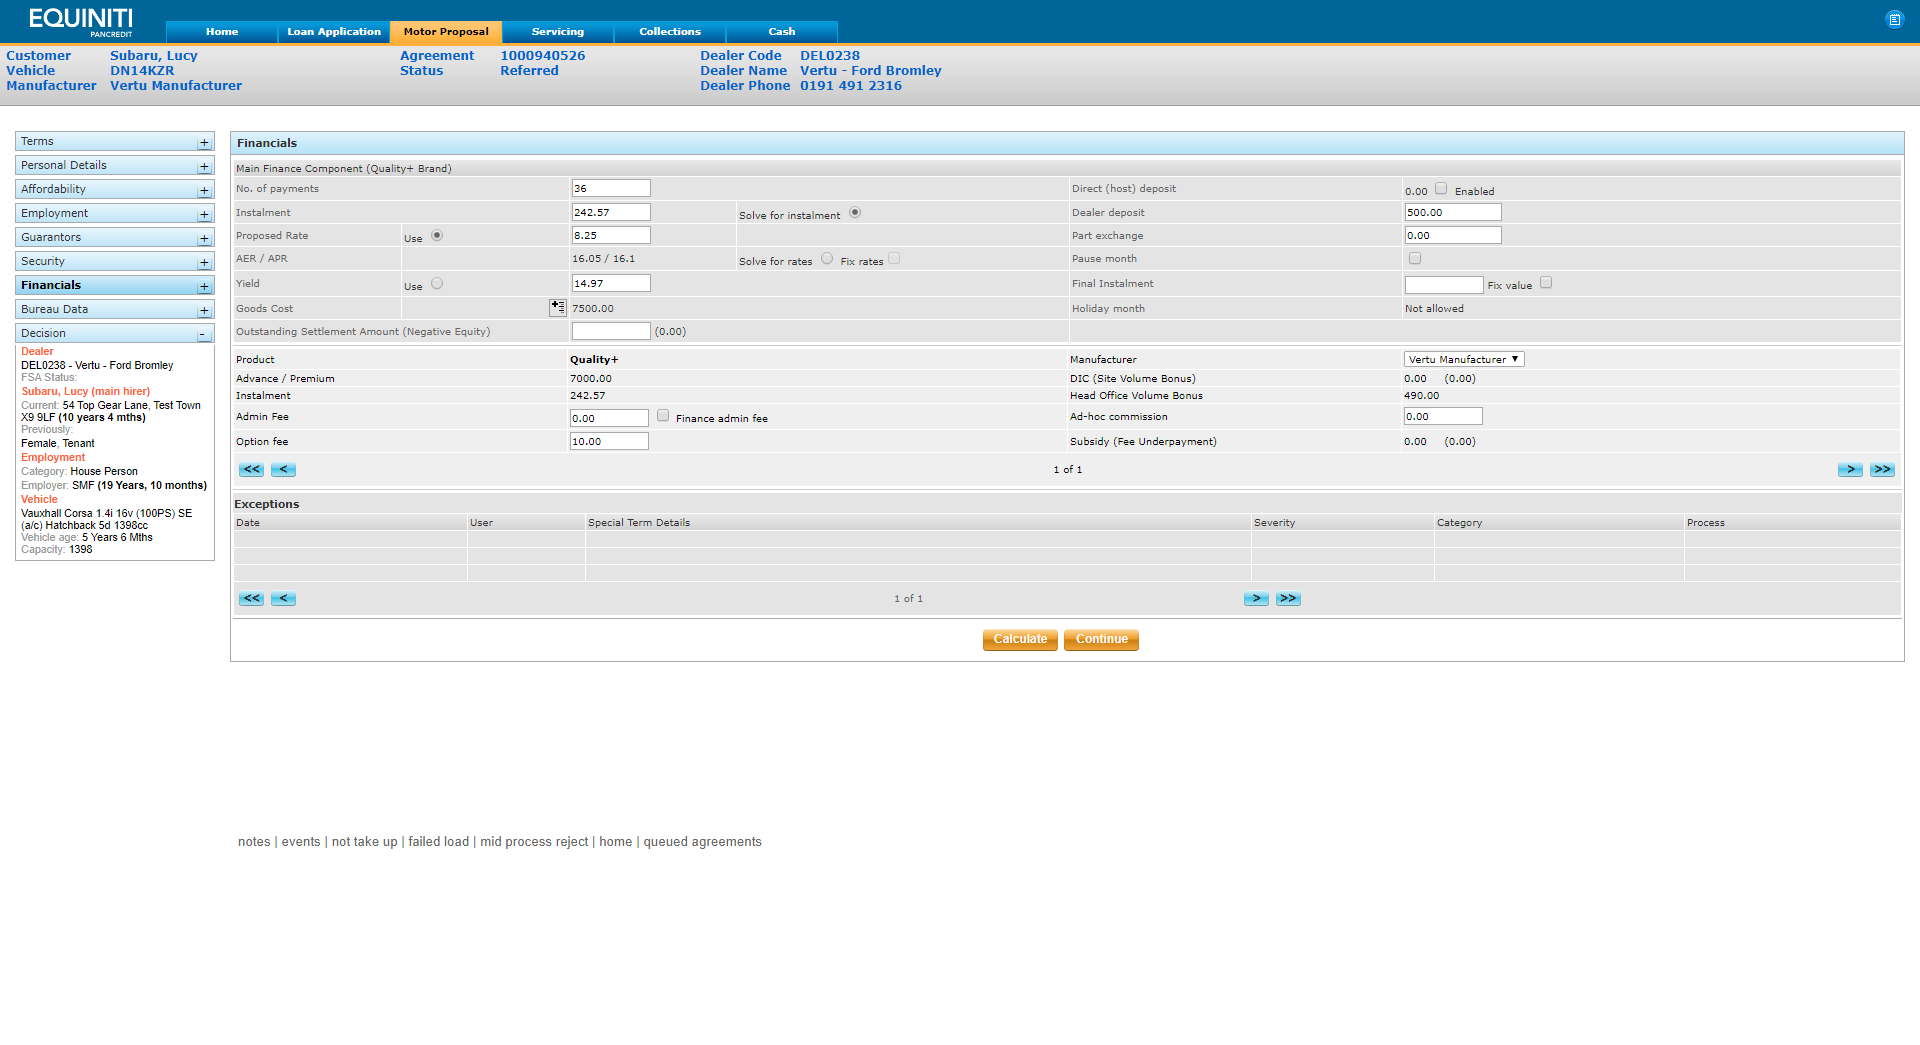 EQUINITI
PANCREDIT
Home Loan Application Motor Proposal Servicing Collections Cash
Customer Subaru, Lucy Agreement 1000940526 Dealer Code DEL0238
Vehicle DN14KZR Status Referred Dealer Name Vertu - Ford Bromley
Manufacturer Vertu Manufacturer Dealer Phone 0191 491 2316
Terms +
Personal Details +
Affordability +
Employment +
Guarantors +
Security +
Financials +
Bureau Data +
Decision -
Dealer
DEL0238 - Vertu - Ford Bromley
FSA Status:
Subaru, Lucy (main hirer)
Current: 54 Top Gear Lane, Test Town
X9 9LF (10 years 4 mths)
Previously:
Female, Tenant
Employment
Category: House Person
Employer: SMF (19 Years, 10 months)
Vehicle
Vauxhall Corsa 1.4i 16v (100PS) SE
(a/c) Hatchback 5d 1398cc
Vehicle age: 5 Years 6 Mths
Capacity: 1398
Financials
Main Finance Component (Quality+ Brand)
No. of payments 36 Direct (host) deposit 0.00 Enabled
Instalment 242.57 Solve for instalment Dealer deposit 500.00
Proposed Rate Use 8.25 Part exchange 0.00
AER / APR 16.05 / 16.1 Solve for rates Fix rates Pause month
Yield Use 14.97 Final Instalment Fix value
Goods Cost 7500.00 Holiday month Not allowed
Outstanding Settlement Amount (Negative Equity) (0.00)
Product Quality+ Manufacturer Vertu Manufacturer
Advance / Premium 7000.00 DIC (Site Volume Bonus) 0.00 (0.00)
Instalment 242.57 Head Office Volume Bonus 490.00
Admin Fee 0.00 Finance admin fee Ad-hoc commission 0.00
Option fee 10.00 Subsidy (Fee Underpayment) 0.00 (0.00)
<< < 1 of 1 > >>
Exceptions
Date User Special Term Details Severity Category Process
<< < 1 of 1 > >>
Calculate Continue
notes | events | not take up | failed load | mid process reject | home | queued agreements